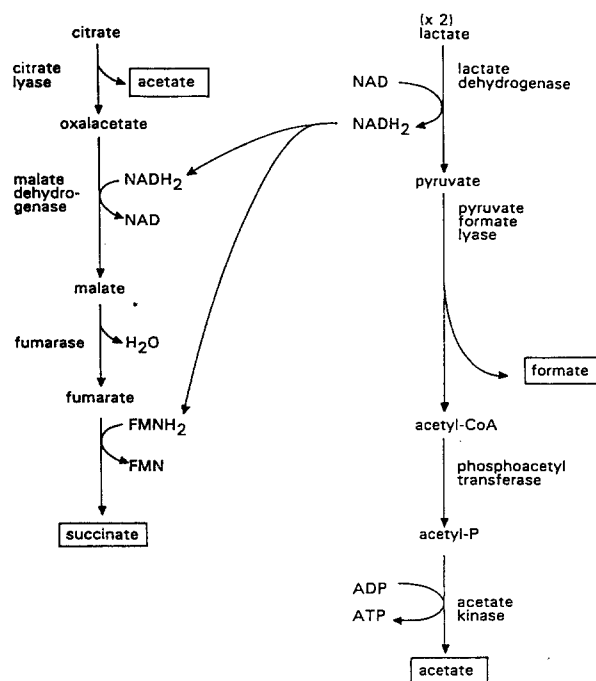 citrate
citrate
lyase
acetate
oxalacetate
malate
dehydro-
genase
NADH2
NAD
malate
fumarase
H2O
fumarate
FMNH2
FMN
succinate
(x 2)
lactate
NAD
lactate
dehydrogenase
NADH2
pyruvate
pyruvate
formate
lyase
formate
acetyl-CoA
phosphoacetyl
transferase
acetyl-P
ADP
ATP
acetate
kinase
acetate